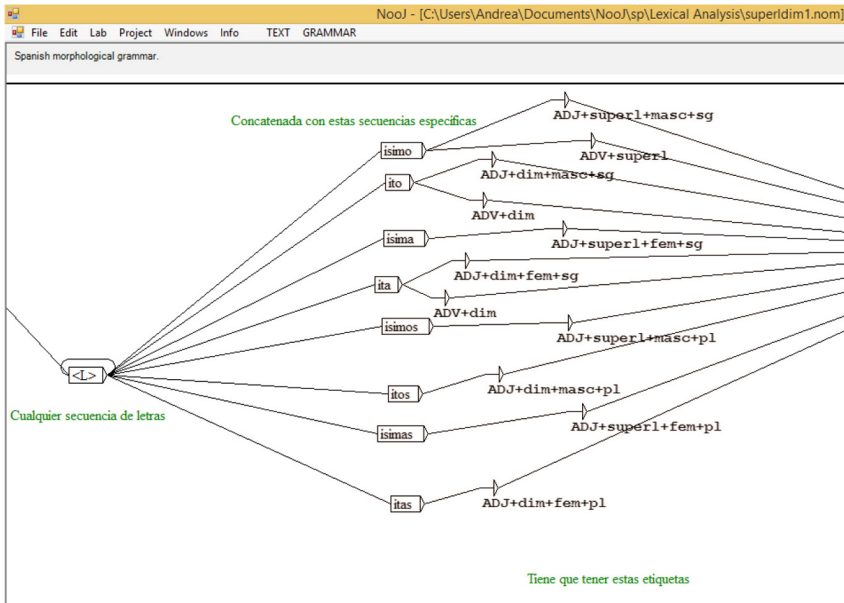 NooJ - [C:\Users\Andrea\Documents\NooJ\sp\Lexical Analysis\superldim1.nom]
File Edit Lab Project Windows Info TEXT GRAMMAR
Spanish morphological grammar.
Concatenada con estas secuencias especificas
ADJ+superl+masc+sg
isimo
ADV+superl
ito
ADJ+dim+masc+sg
ADV+dim
isima
ADJ+superl+fem+sg
ita
ADJ+dim+fem+sg
ADV+dim
isimos
ADJ+superl+masc+pl
<L>
itos
ADJ+dim+masc+pl
Cualquier secuencia de letras
isimas
ADJ+superl+fem+pl
itas
ADJ+dim+fem+pl
Tiene que tener estas etiquetas